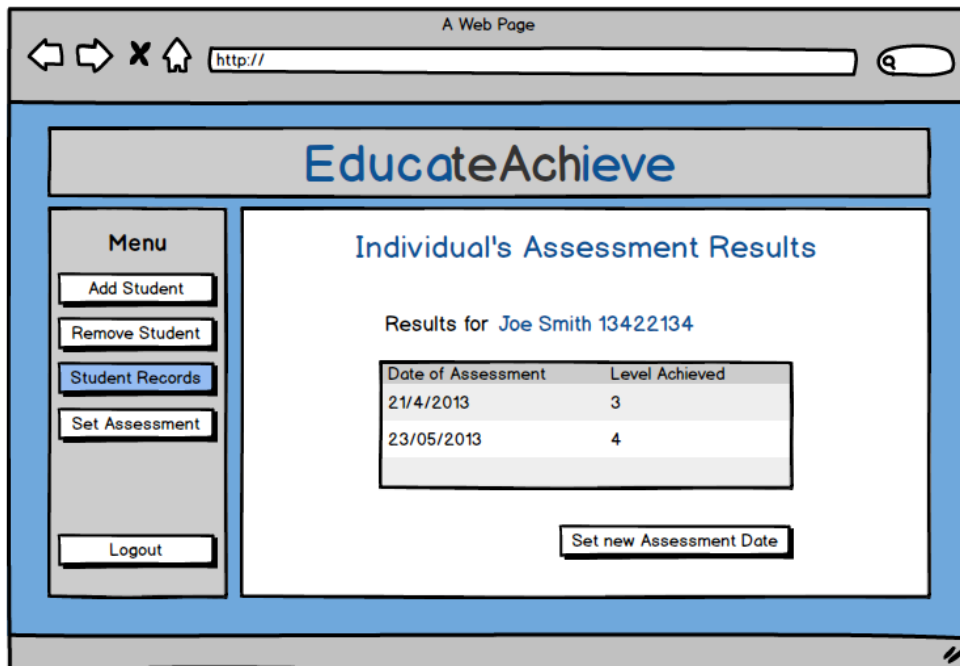 A Web Page
http://
EducateAchieve
Menu
Add Student
Remove Student
Student Records
Set Assessment
Logout
Individual's Assessment Results
Results for Joe Smith 13422134
Date of Assessment Level Achieved
21/4/2013 3
23/05/2013 4
Set new Assessment Date